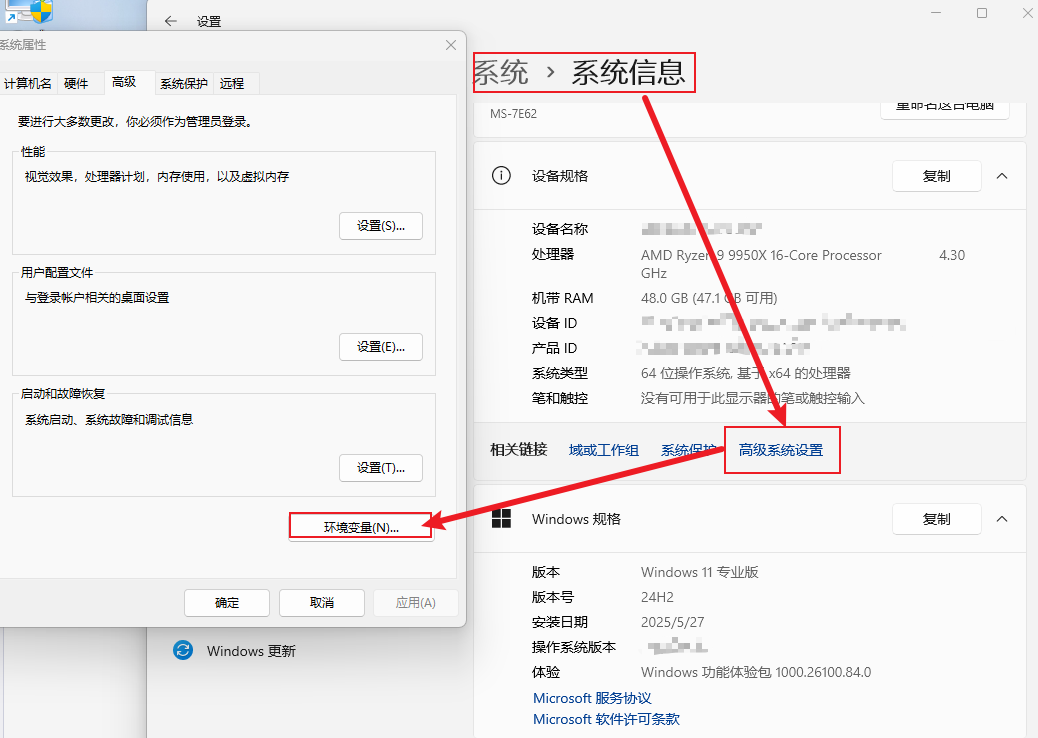 设置
系统属性
计算机名 硬件 高级 系统保护 远程
要进行大多数更改，你必须作为管理员登录。
性能
视觉效果，处理器计划，内存使用，以及虚拟内存
设置(S)...
用户配置文件
与登录帐户相关的桌面设置
设置(E)...
启动和故障恢复
系统启动、系统故障和调试信息
设置(T)...
环境变量(N)...
确定 取消 应用(A)
Windows 更新
系统 › 系统信息
MS-7E62
重命名这台电脑
设备规格 复制
设备名称
处理器 AMD Ryzen 9 9950X 16-Core Processor 4.30
GHz
机带 RAM 48.0 GB (47.1 GB 可用)
设备 ID
产品 ID
系统类型 64 位操作系统, 基于 x64 的处理器
笔和触控 没有可用于此显示器的笔或触控输入
相关链接 域或工作组 系统保护 高级系统设置
Windows 规格 复制
版本 Windows 11 专业版
版本号 24H2
安装日期 2025/5/27
操作系统版本
体验 Windows 功能体验包 1000.26100.84.0
Microsoft 服务协议
Microsoft 软件许可条款